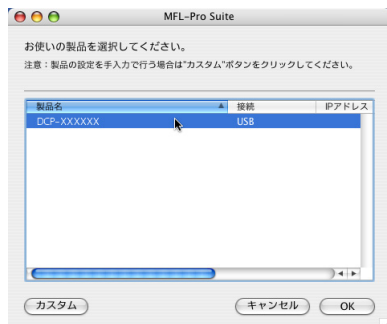 MFL-Pro Suite
お使いの製品を選択してください。
注意：製品の設定を手入力で行う場合は"カスタム"ボタンをクリックしてください。
製品名 接続 IPアドレス
DCP-XXXXXX USB
カスタム キャンセル OK